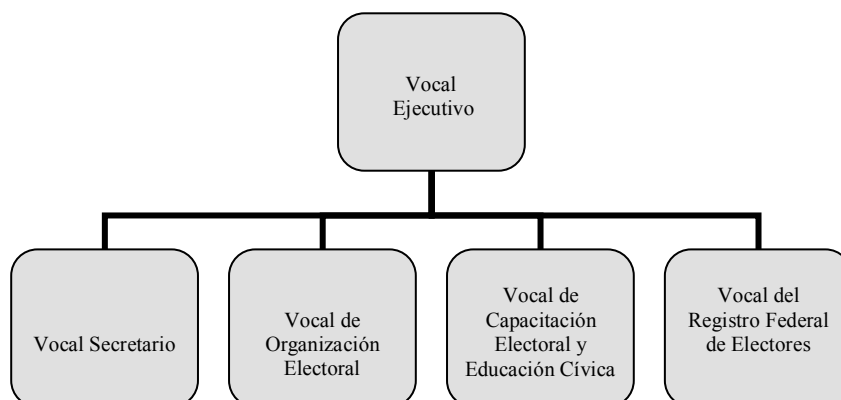 Vocal
Ejecutivo
Vocal Secretario
Vocal de
Organización
Electoral
Vocal de
Capacitación
Electoral y
Educación Cívica
Vocal del
Registro Federal
de Electores